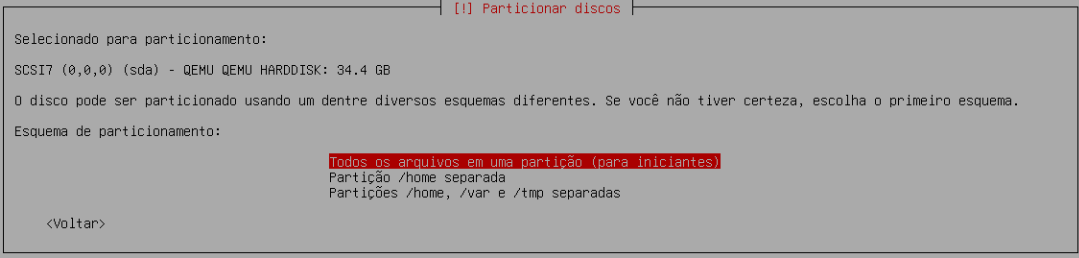 [!] Particionar discos
Selecionado para particionamento:
SCSI7 (0,0,0) (sda) - QEMU QEMU HARDDISK: 34.4 GB
O disco pode ser particionado usando um dentre diversos esquemas diferentes. Se você não tiver certeza, escolha o primeiro esquema.
Esquema de particionamento:
Todos os arquivos em uma partição (para iniciantes)
Partição /home separada
Partições /home, /var e /tmp separadas
<Voltar>